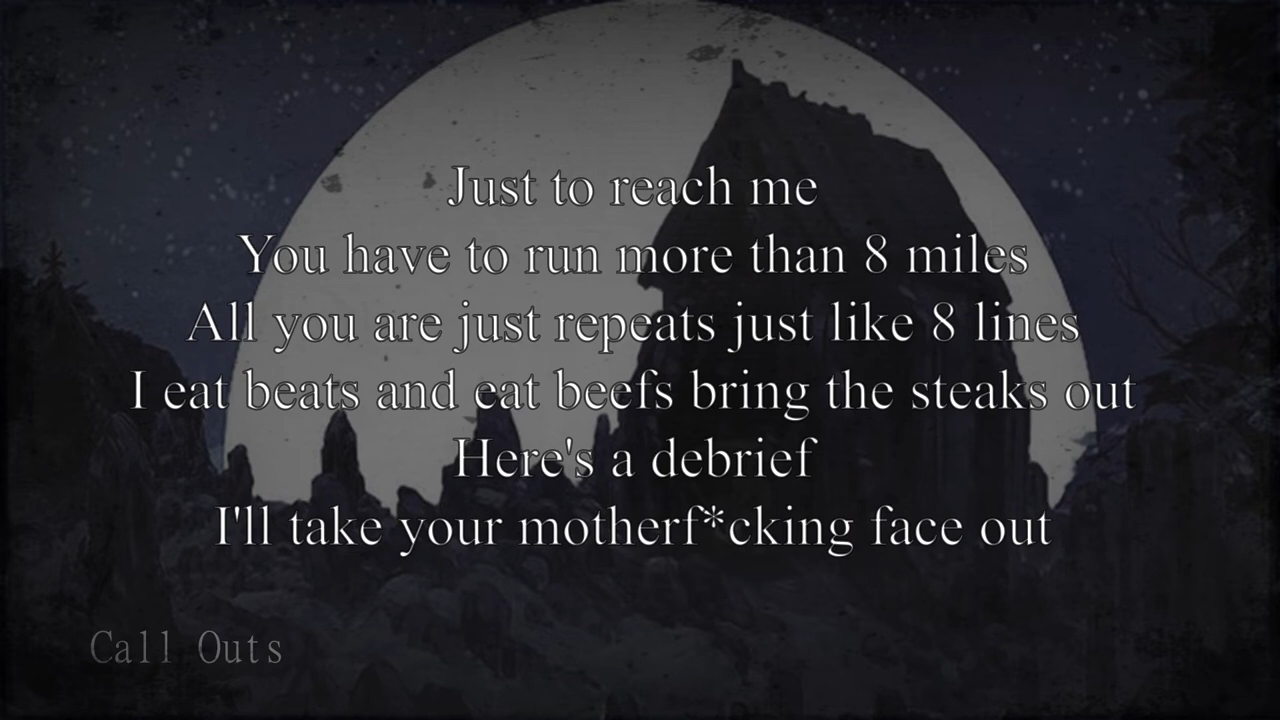 Just to reach me
You have to run more than 8 miles
All you are just repeats just like 8 lines
I eat beats and eat beefs bring the steaks out
Here's a debrief
I'll take your motherf*cking face out
Call Outs